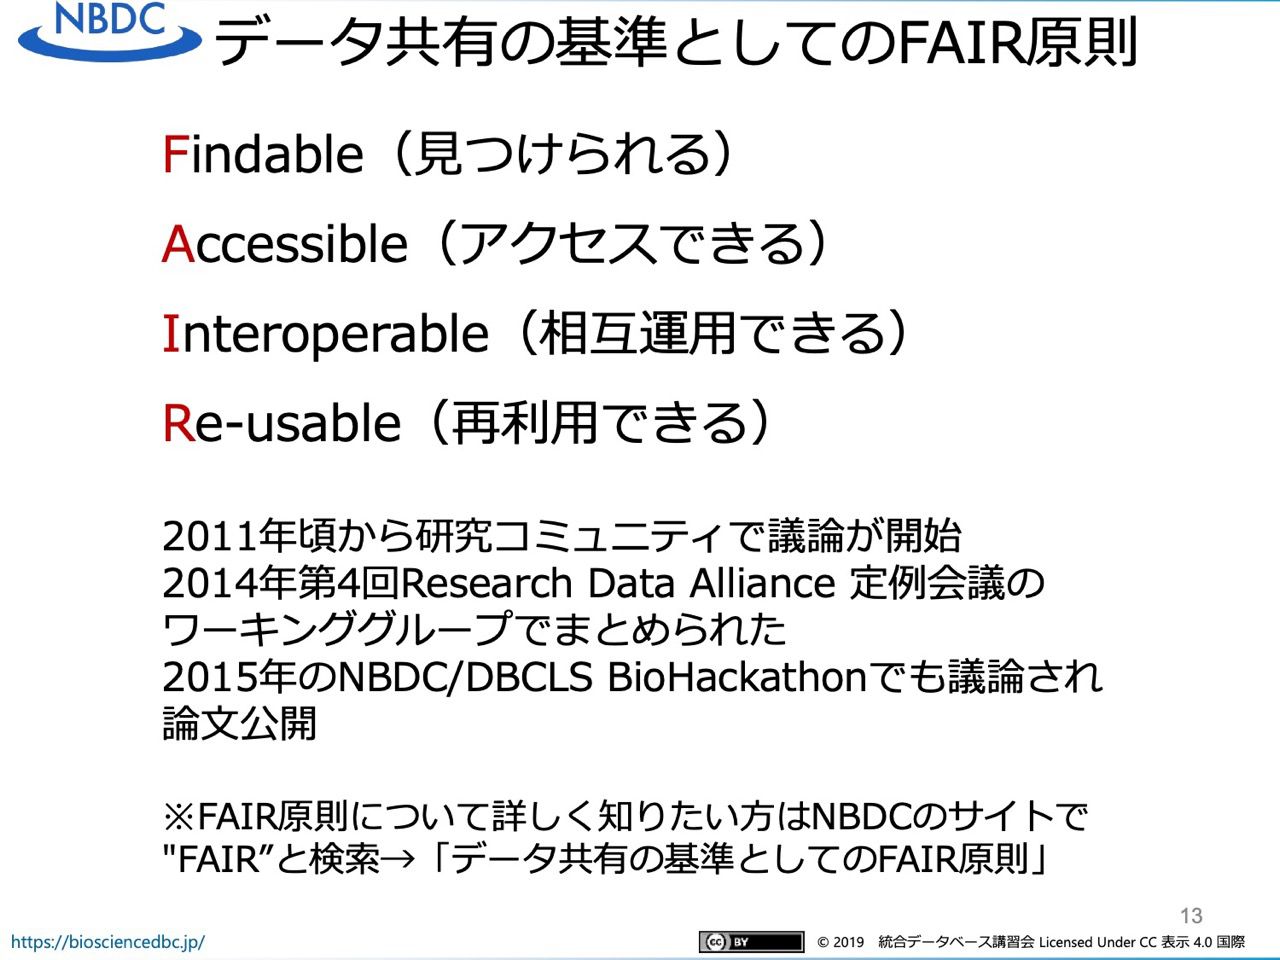 NBDC
データ共有の基準としてのFAIR原則
Findable（見つけられる）
Accessible（アクセスできる）
Interoperable（相互運用できる）
Re-usable（再利用できる）
2011年頃から研究コミュニティで議論が開始
2014年第4回Research Data Alliance 定例会議の
ワーキンググループでまとめられた
2015年のNBDC/DBCLS BioHackathonでも議論され
論文公開
※FAIR原則について詳しく知りたい方はNBDCのサイトで
"FAIR”と検索→「データ共有の基準としてのFAIR原則」
13
https://biosciencedbc.jp/
cc BY © 2019 統合データベース講習会 Licensed Under CC 表示 4.0 国際